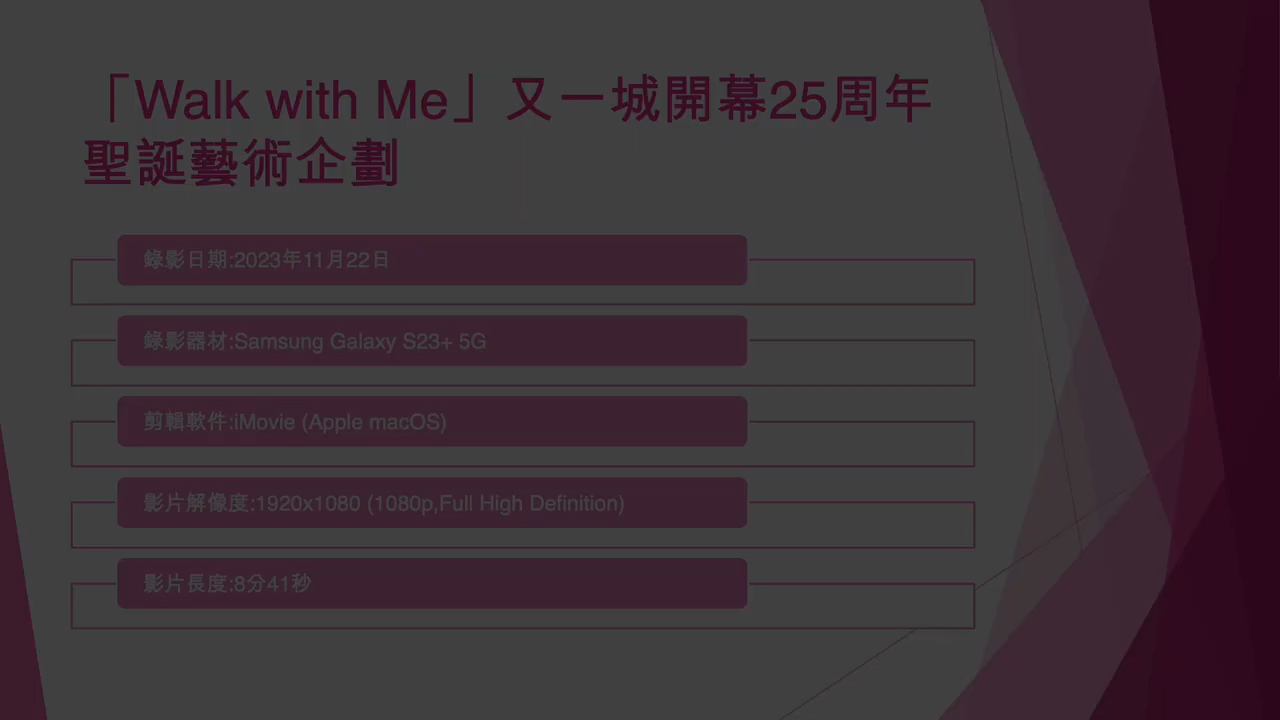 「Walk with Me」又一城開幕25周年
聖誕藝術企劃
錄影日期:2023年11月22日
錄影器材:Samsung Galaxy S23+ 5G
剪輯軟件:iMovie (Apple macOS)
影片解像度:1920x1080 (1080p,Full High Definition)
影片長度:8分41秒